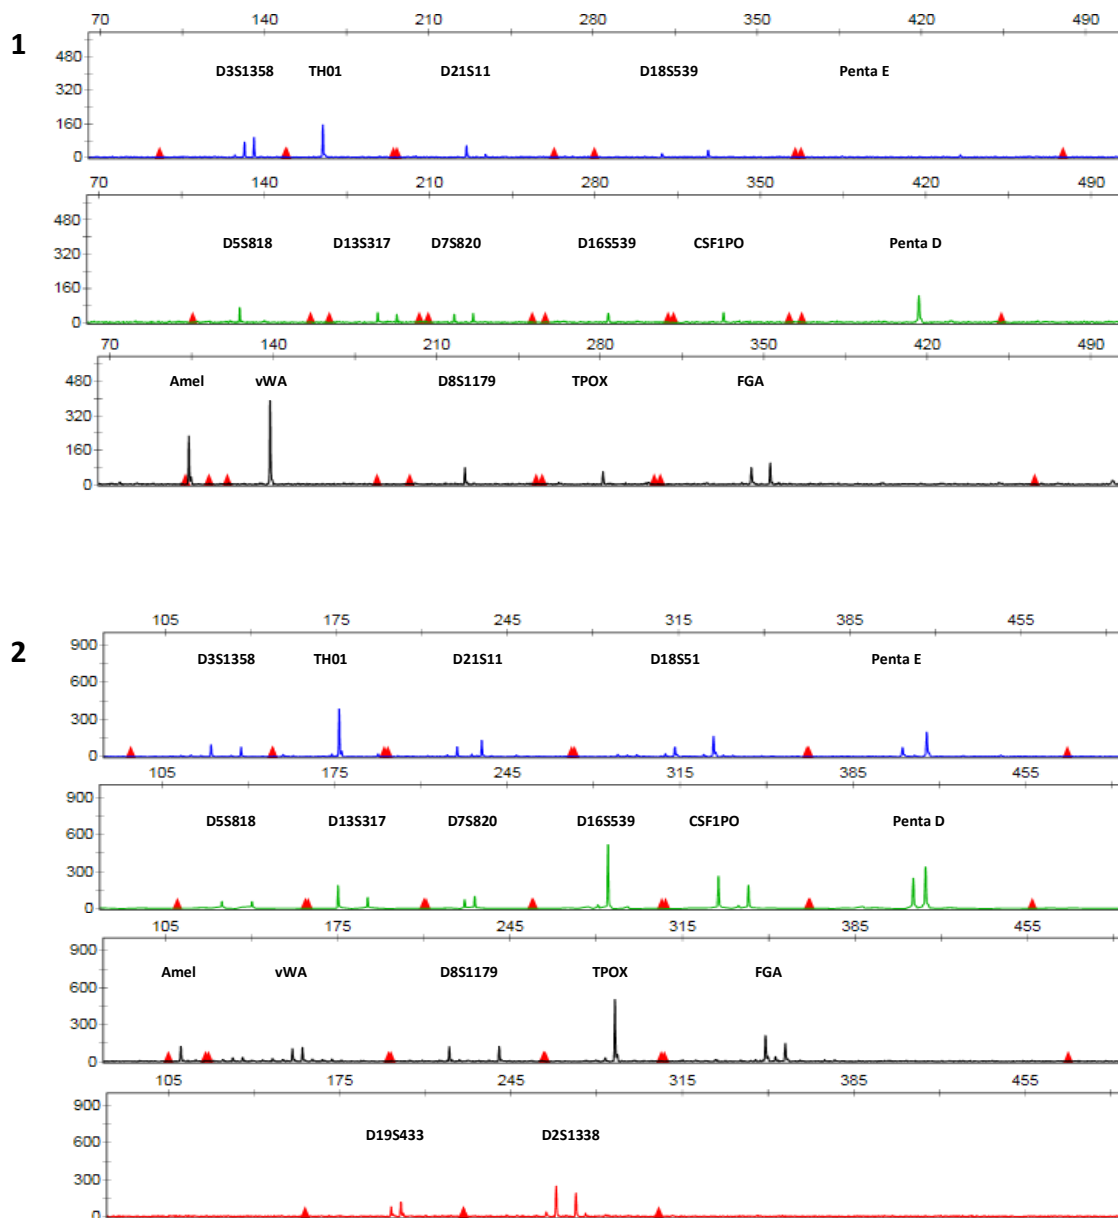 70 140 210 280 350 420 490
1
480
D3S1358 TH01 D21S11 D18S539 Penta E
320
160
0
70 140 210 280 350 420 490
480
D5S818 D13S317 D7S820 D16S539 CSF1PO Penta D
320
160
0
70 140 210 280 350 420 490
480
Amel vWA D8S1179 TPOX FGA
320
160
0
105 175 245 315 385 455
2
900
D3S1358 TH01 D21S11 D18S51 Penta E
600
300
0
105 175 245 315 385 455
900
D5S818 D13S317 D7S820 D16S539 CSF1PO Penta D
600
300
0
105 175 245 315 385 455
900
Amel vWA D8S1179 TPOX FGA
600
300
0
105 175 245 315 385 455
900
D19S433 D2S1338
600
300
0